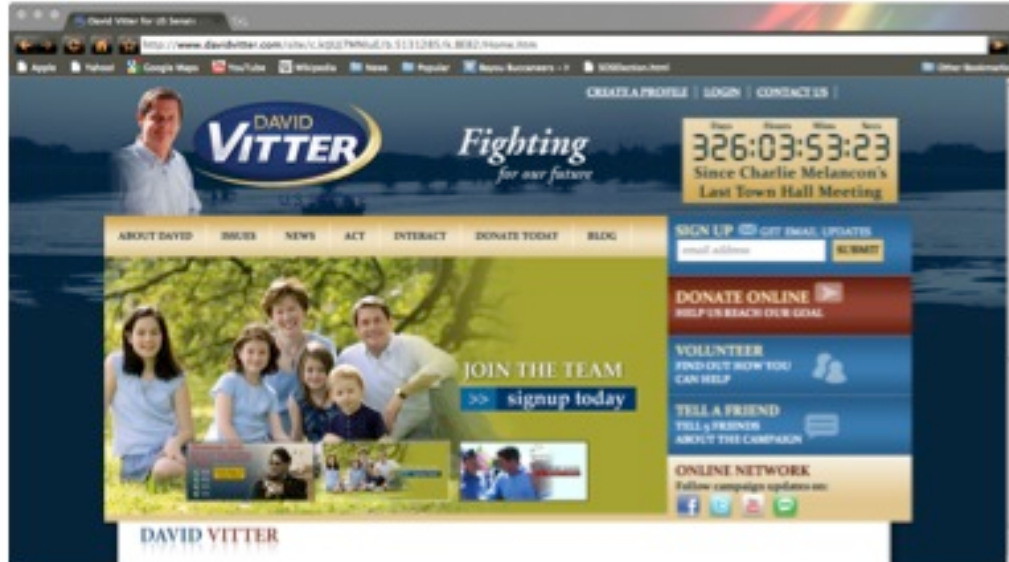 David Vitter for US Senate
http://www.davidvitter.com/site/
Apple Yahoo! Google Maps YouTube Wikipedia News Popular Bayou Buccaneers Other Bookmarks
CREATE A PROFILE | LOGIN | CONTACT US |
DAVID
VITTER
Fighting
for our future
Days Hours Mins Secs
326:03:53:23
Since Charlie Melancon's
Last Town Hall Meeting
ABOUT DAVID ISSUES NEWS ACT INTERACT DONATE TODAY BLOG
SIGN UP GET EMAIL UPDATES
email address SUBMIT
DONATE ONLINE
HELP US REACH OUR GOAL
VOLUNTEER
FIND OUT HOW YOU
CAN HELP
TELL A FRIEND
TELL 5 FRIENDS
ABOUT THE CAMPAIGN
JOIN THE TEAM
>> signup today
ONLINE NETWORK
Follow campaign updates on:
DAVID VITTER